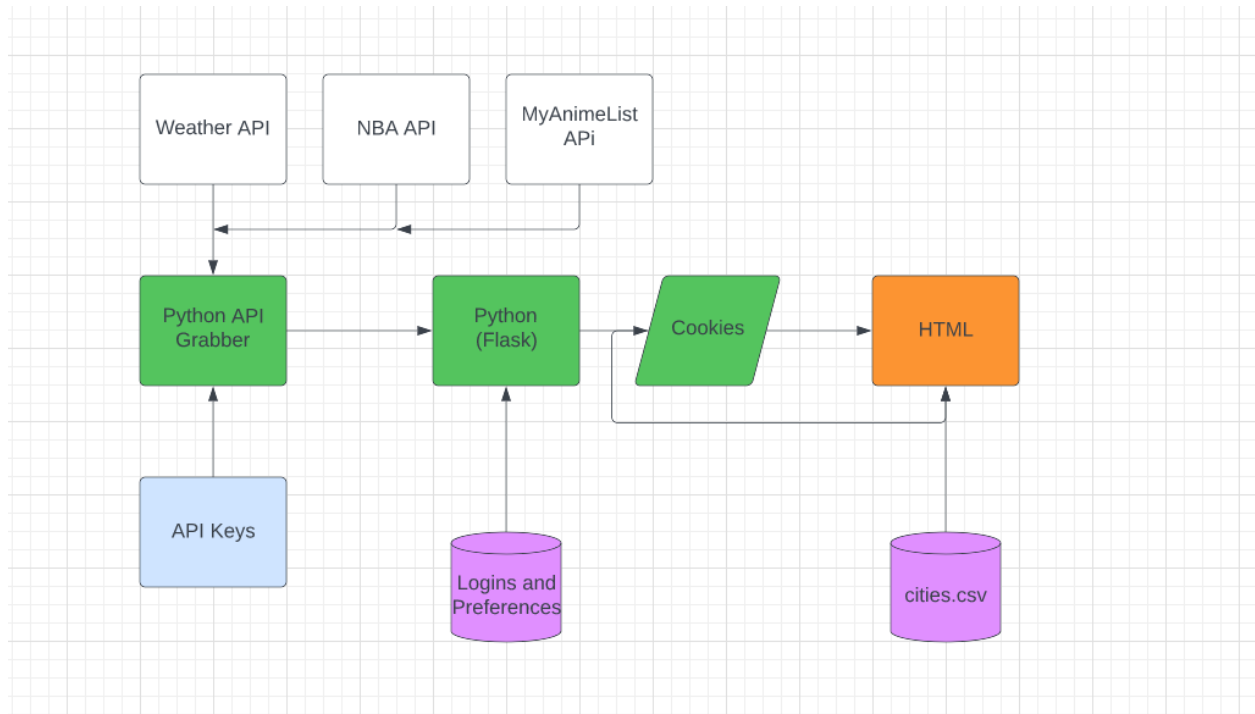 Weather API
NBA API
MyAnimeList
APi
Python API
Grabber
Python
(Flask)
Cookies
HTML
API Keys
Logins and
Preferences
cities.csv